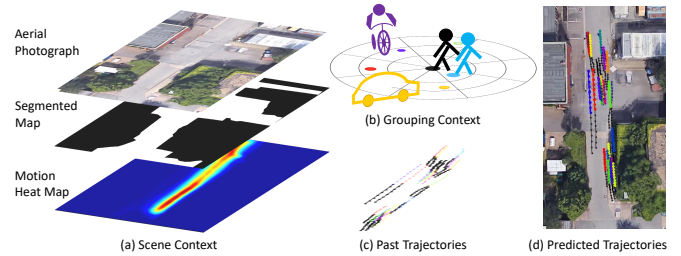 Aerial
Photograph
Segmented
Map
Motion
Heat Map
(a) Scene Context
(b) Grouping Context
(c) Past Trajectories
(d) Predicted Trajectories